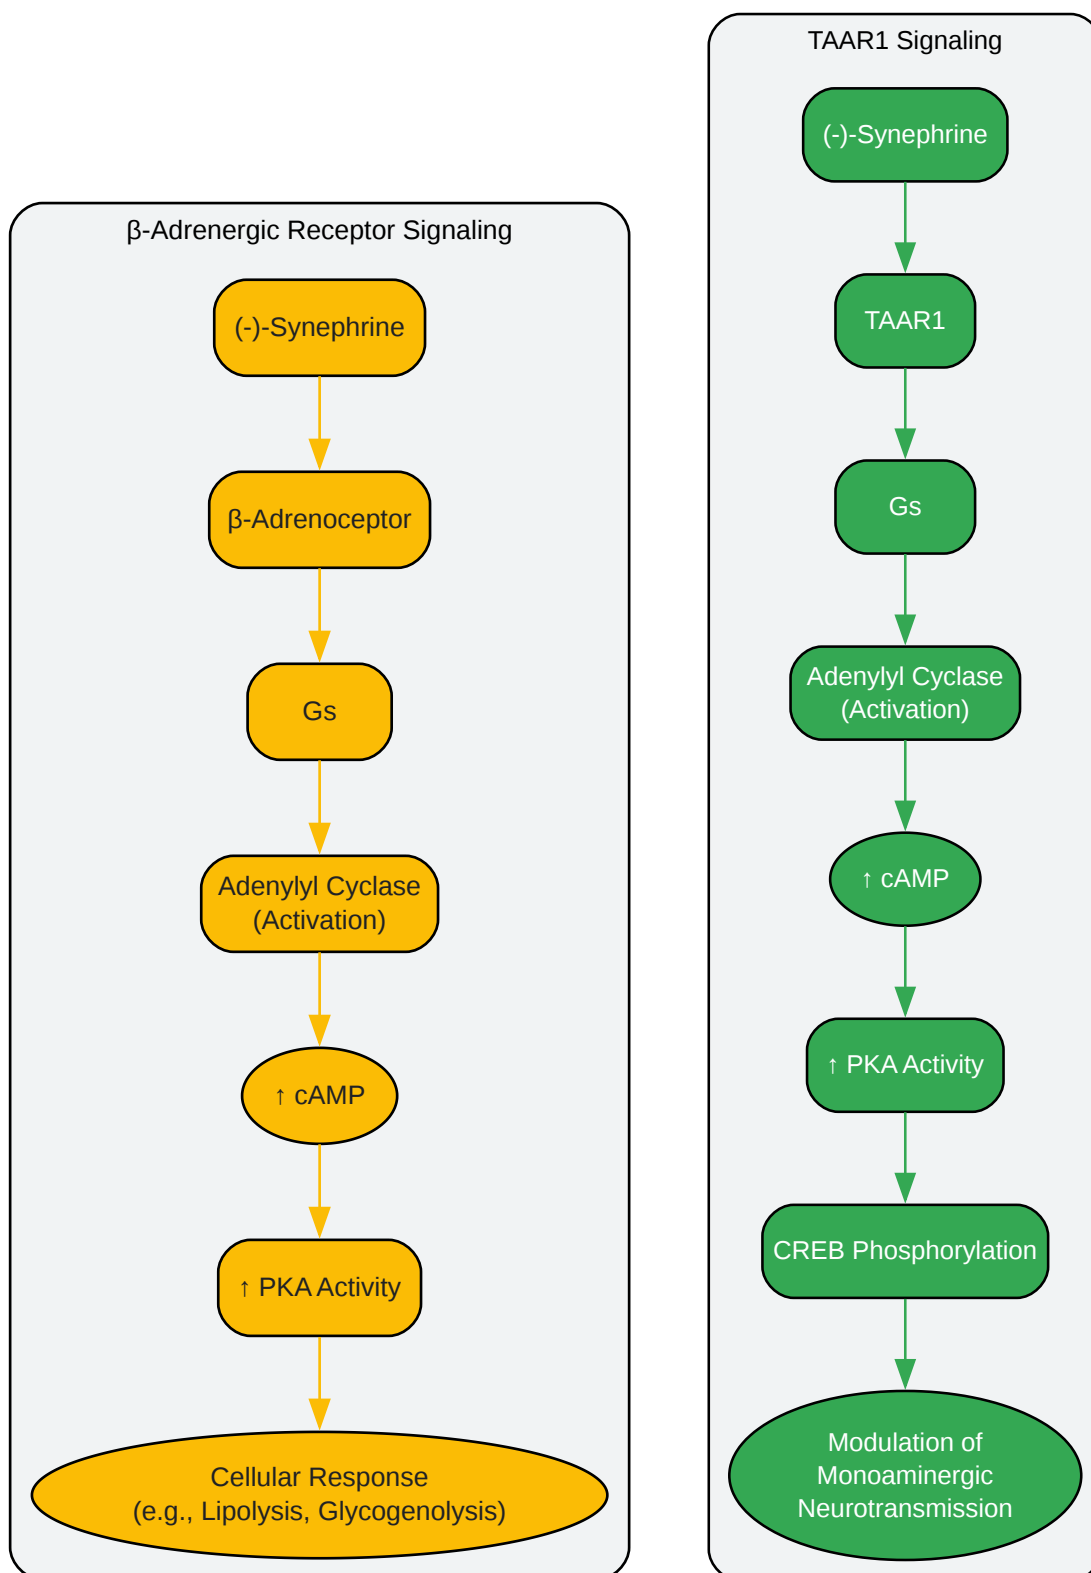 β-Adrenergic Receptor Signaling
(-)-Synephrine
β-Adrenoceptor
Gs
Adenylyl Cyclase
(Activation)
↑ cAMP
↑ PKA Activity
Cellular Response
(e.g., Lipolysis, Glycogenolysis)
TAAR1 Signaling
(-)-Synephrine
TAAR1
Gs
Adenylyl Cyclase
(Activation)
↑ cAMP
↑ PKA Activity
CREB Phosphorylation
Modulation of
Monoaminergic
Neurotransmission